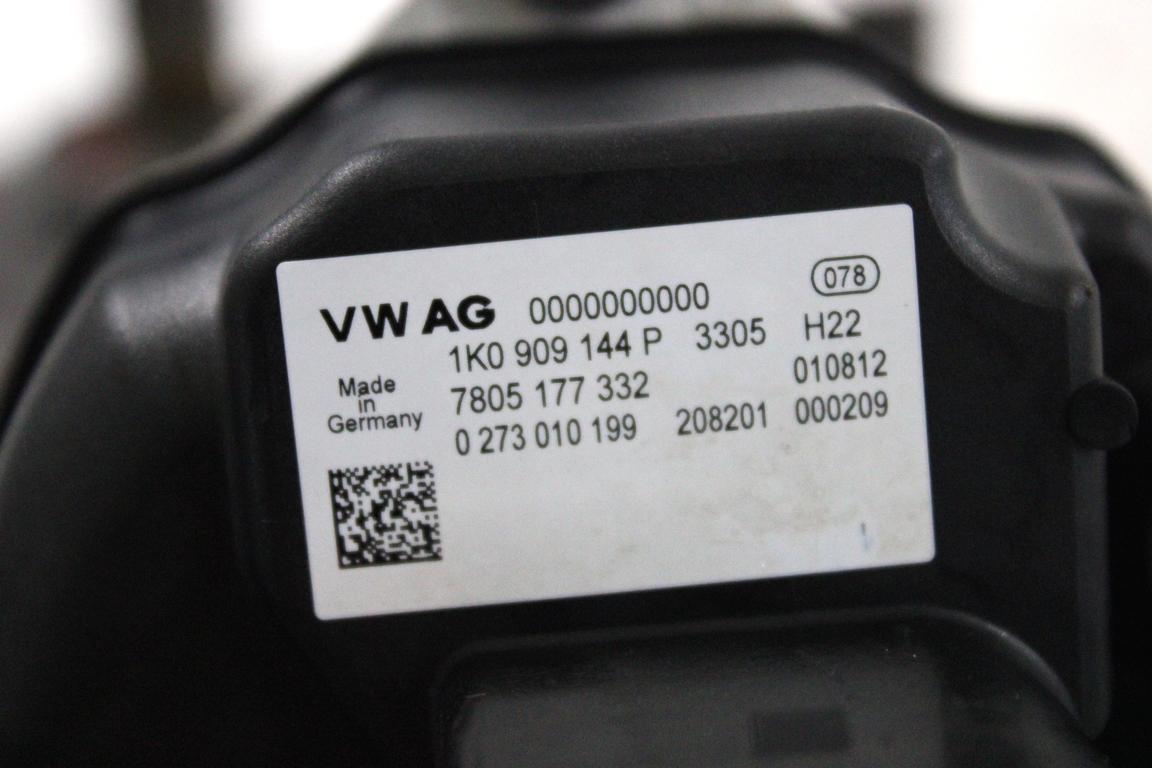 VW AG 0000000000 078
1K0 909 144 P 3305 H22
7805 177 332 010812
0 273 010 199 208201 000209
Made
in
Germany